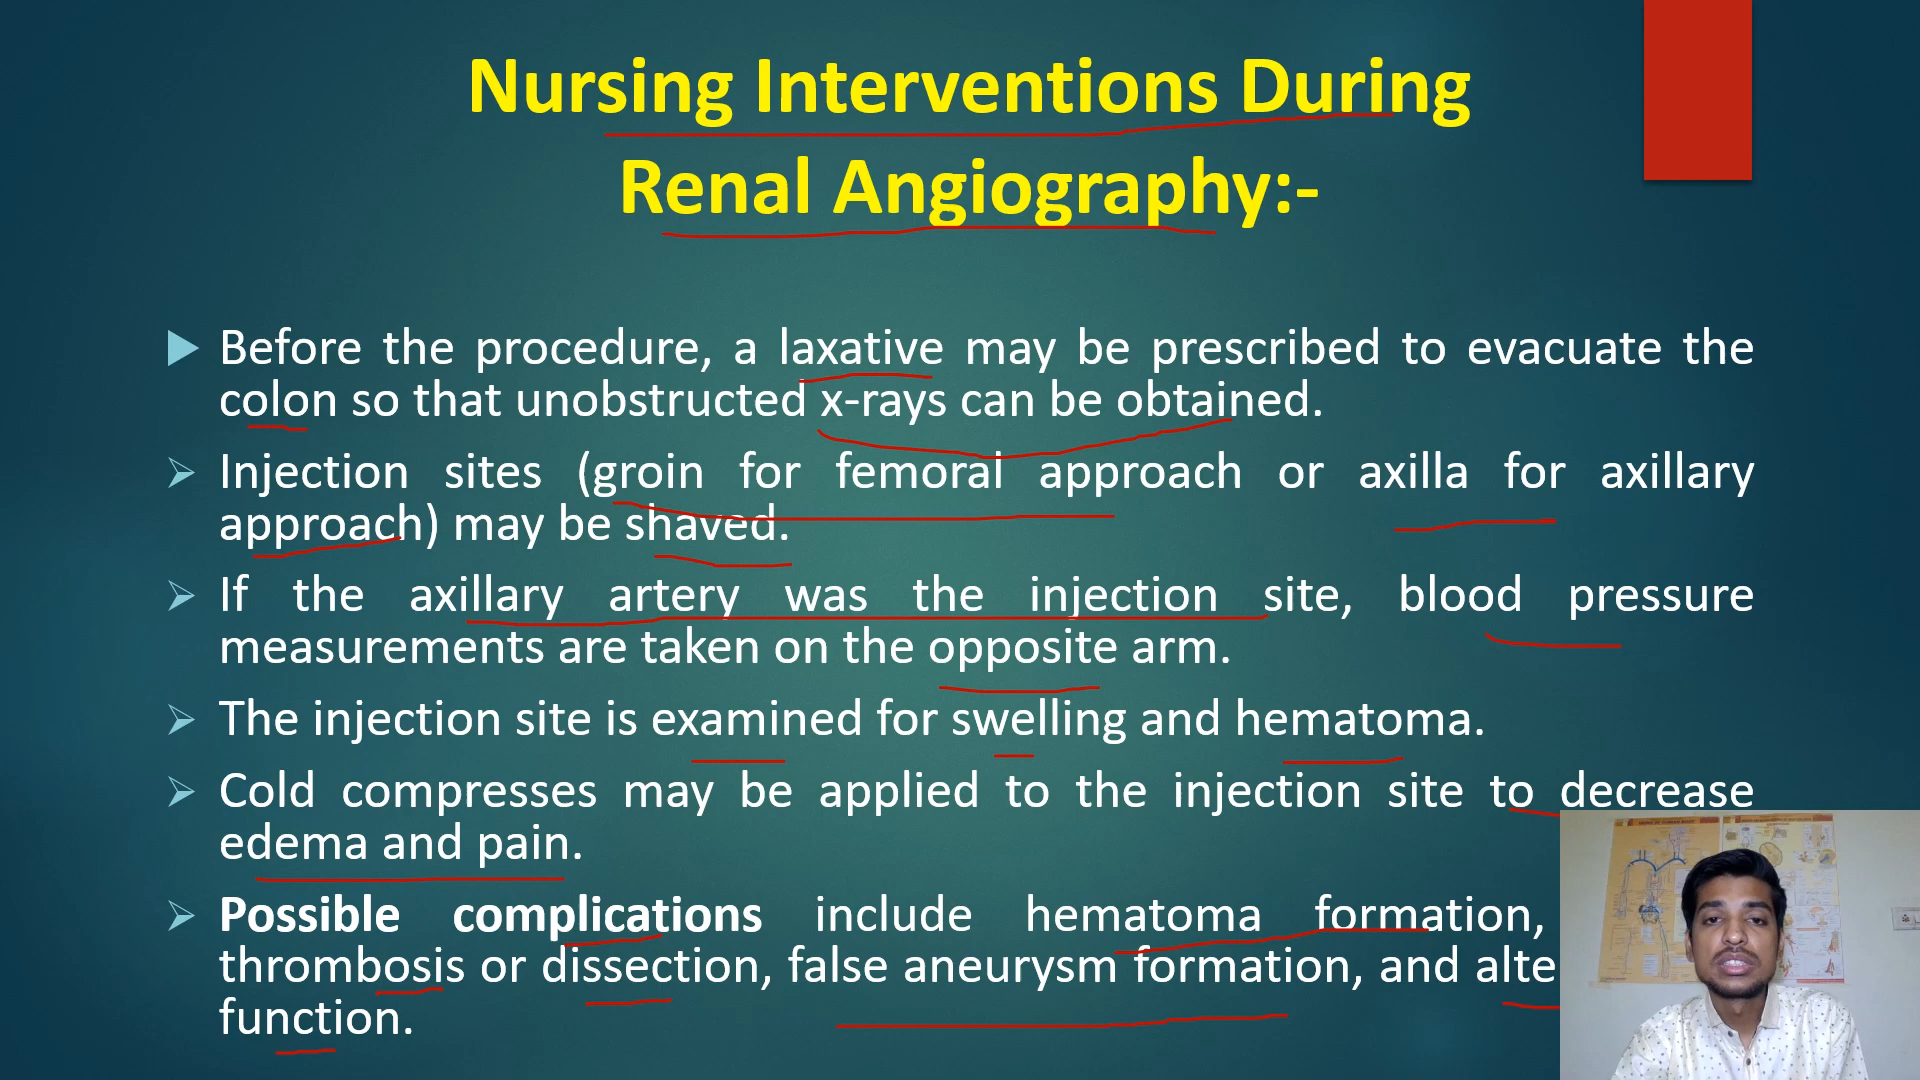 Nursing Interventions During
Renal Angiography:-
Before the procedure, a laxative may be prescribed to evacuate the
colon so that unobstructed x-rays can be obtained.
Injection sites (groin for femoral approach or axilla for axillary
approach) may be shaved.
If the axillary artery was the injection site, blood pressure
measurements are taken on the opposite arm.
The injection site is examined for swelling and hematoma.
Cold compresses may be applied to the injection site to decrease
edema and pain.
Possible complications include hematoma formation,
thrombosis or dissection, false aneurysm formation, and alte
function.